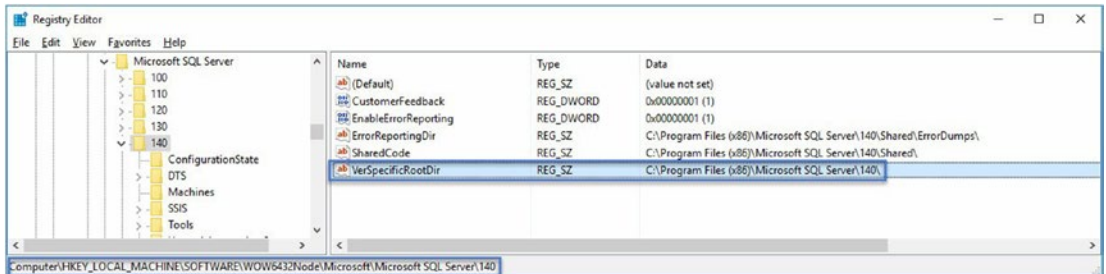 Registry Editor
File Edit View Favorites Help
Microsoft SQL Server
100
110
120
130
140
ConfigurationState
DTS
Machines
SSIS
Tools
Name Type Data
(Default) REG_SZ (value not set)
CustomerFeedback REG_DWORD 0x00000001 (1)
EnableErrorReporting REG_DWORD 0x00000001 (1)
ErrorReportingDir REG_SZ C:\Program Files (x86)\Microsoft SQL Server\140\Shared\ErrorDumps\
SharedCode REG_SZ C:\Program Files (x86)\Microsoft SQL Server\140\Shared\
VerSpecificRootDir REG_SZ C:\Program Files (x86)\Microsoft SQL Server\140\
Computer\HKEY_LOCAL_MACHINE\SOFTWARE\WOW6432Node\Microsoft\Microsoft SQL Server\140